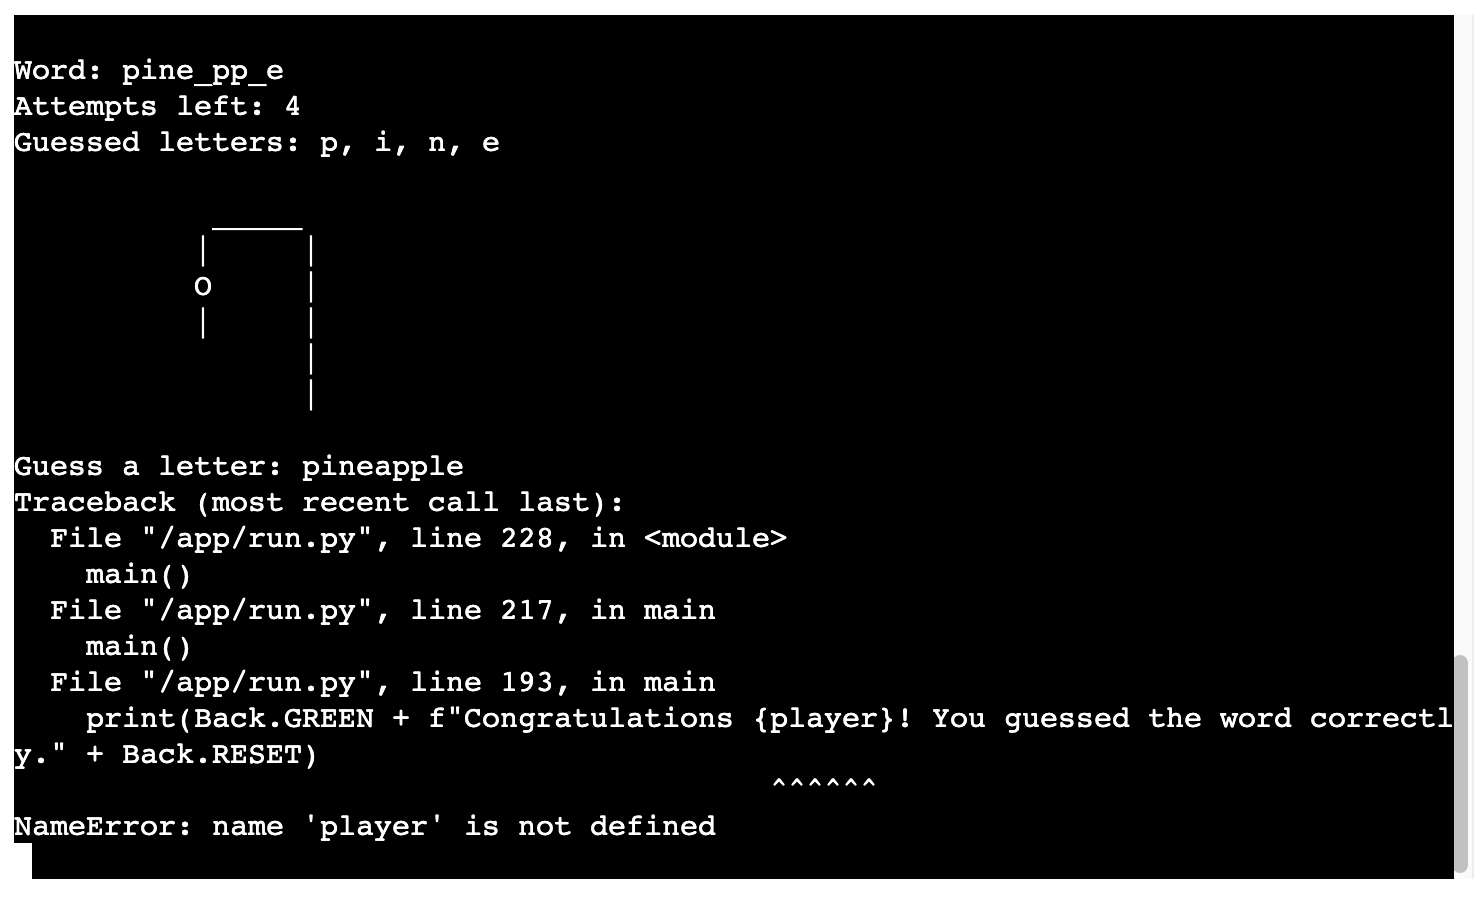 Word: pine_pp_e
Attempts left: 4
Guessed letters: p, i, n, e
 ______
|     |
O     |
|     |
      |
      |
Guess a letter: pineapple
Traceback (most recent call last):
  File "/app/run.py", line 228, in <module>
    main()
  File "/app/run.py", line 217, in main
    main()
  File "/app/run.py", line 193, in main
    print(Back.GREEN + f"Congratulations {player}! You guessed the word correctl
y." + Back.RESET)
                                          ^^^^^^
NameError: name 'player' is not defined